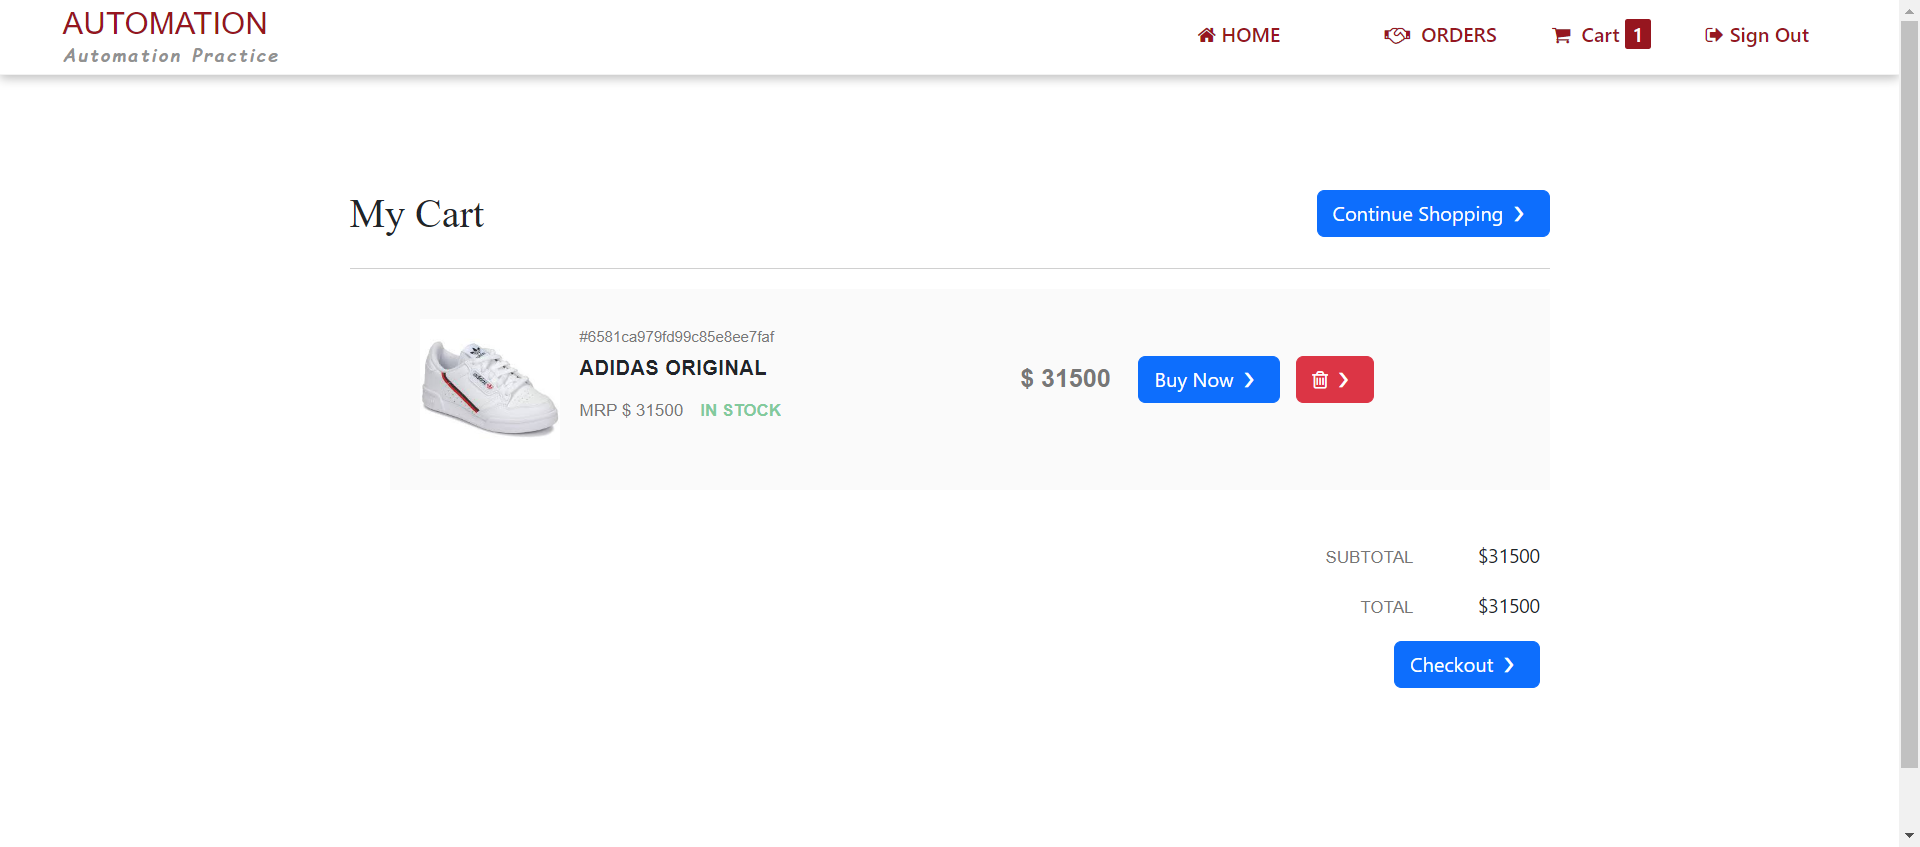 AUTOMATION
Automation Practice
HOME
ORDERS
Cart 1
Sign Out
My Cart
Continue Shopping ❯
#6581ca979fd99c85e8ee7faf
ADIDAS ORIGINAL
MRP $ 31500 IN STOCK
$ 31500
Buy Now ❯
❯
SUBTOTAL $31500
TOTAL $31500
Checkout ❯